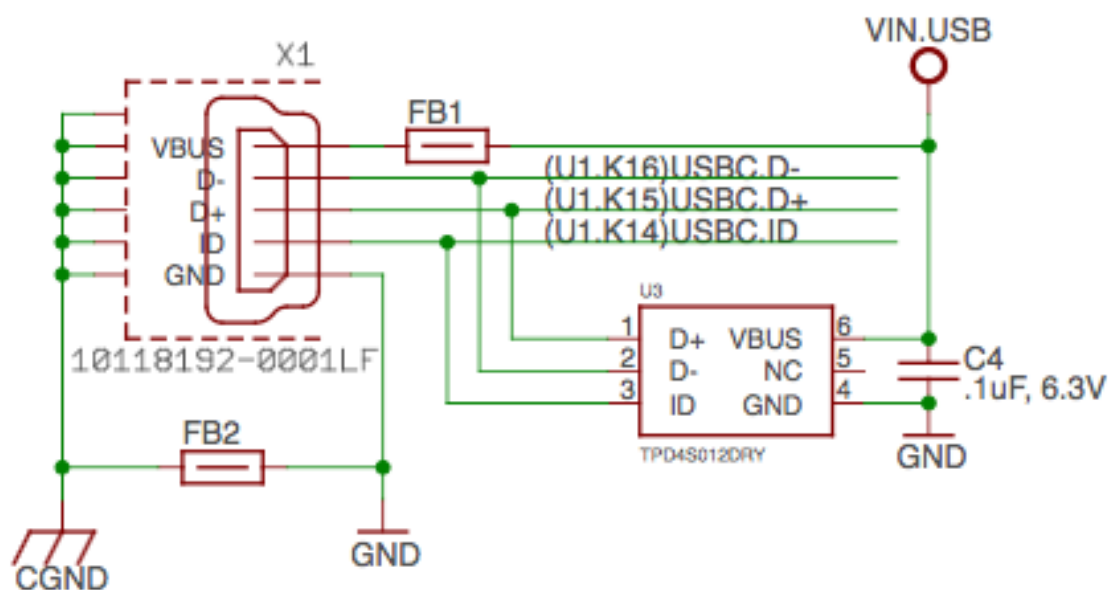 VIN.USB
X1
FB1
VBUS
(U1.K16)USBC.D-
D-
(U1.K15)USBC.D+
D+
(U1.K14)USBC.ID
ID
GND
U3
1 D+ VBUS 6
2 D- NC 5
3 ID GND 4
C4
.1uF, 6.3V
10118192-0001LF
TPD4S012DRY
FB2
GND
GND
CGND